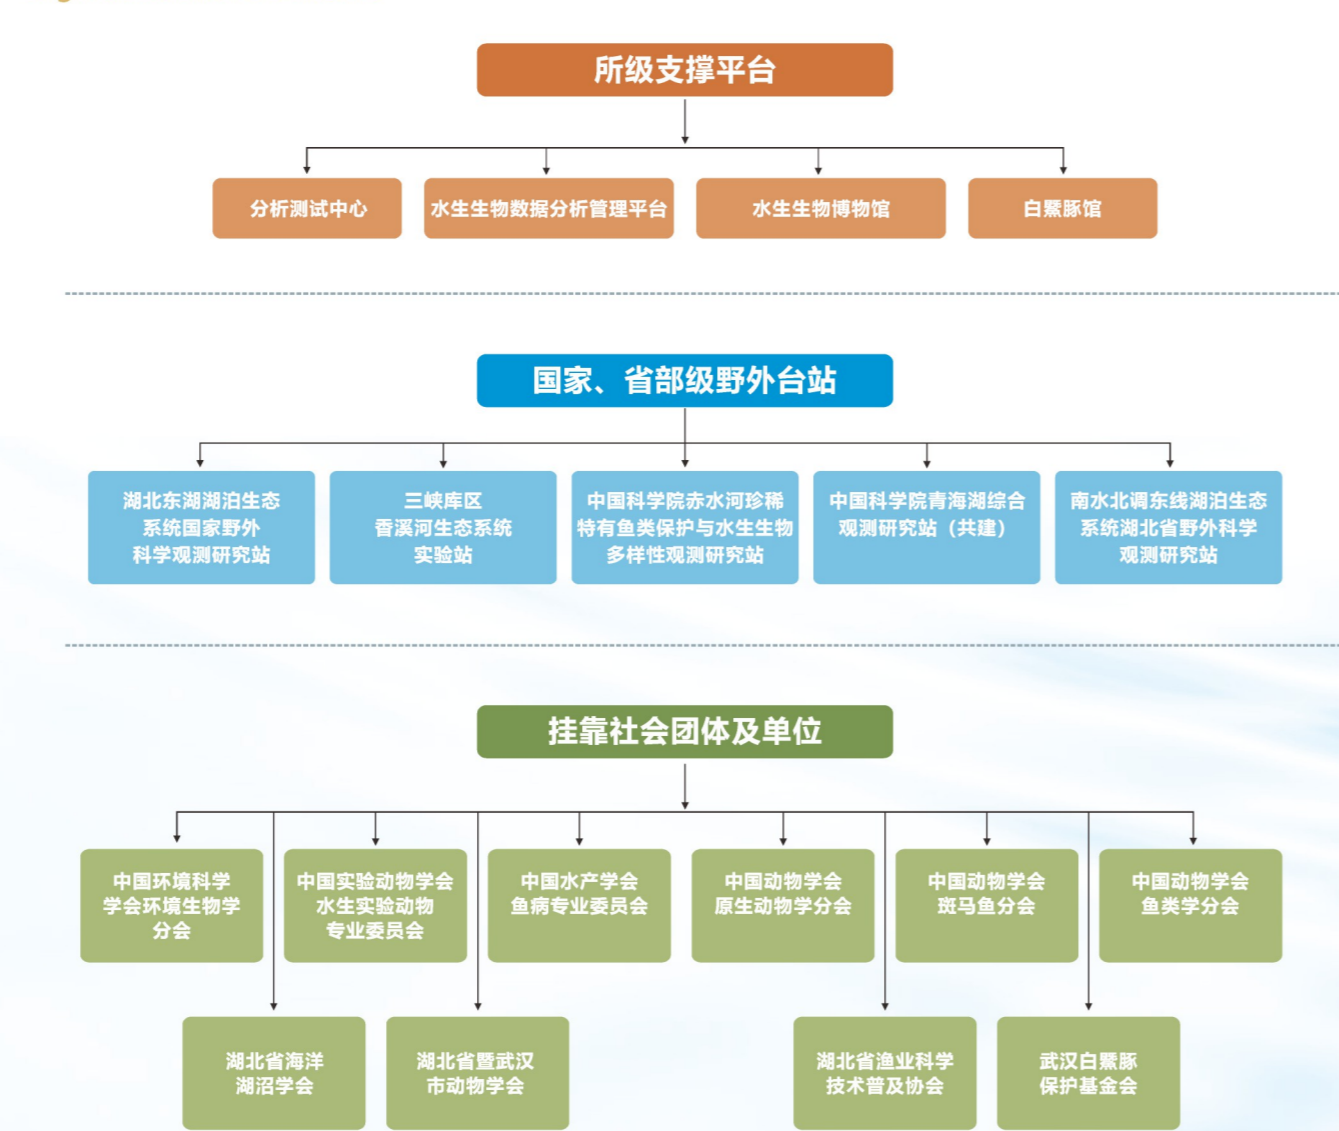 所级支撑平台
分析测试中心
水生生物数据分析管理平台
水生生物博物馆
白鱀豚馆
国家、省部级野外台站
湖北东湖湖泊生态
系统国家野外
科学观测研究站
三峡库区
香溪河生态系统
实验站
中国科学院赤水河珍稀
特有鱼类保护与水生生物
多样性观测研究站
中国科学院青海湖综合
观测研究站（共建）
南水北调东线湖泊生态
系统湖北省野外科学
观测研究站
挂靠社会团体及单位
中国环境科学
学会环境生物学
分会
中国实验动物学会
水生实验动物
专业委员会
中国水产学会
鱼病专业委员会
中国动物学会
原生动物学分会
中国动物学会
斑马鱼分会
中国动物学会
鱼类学分会
湖北省海洋
湖沼学会
湖北省暨武汉
市动物学会
湖北省渔业科学
技术普及协会
武汉白鱀豚
保护基金会